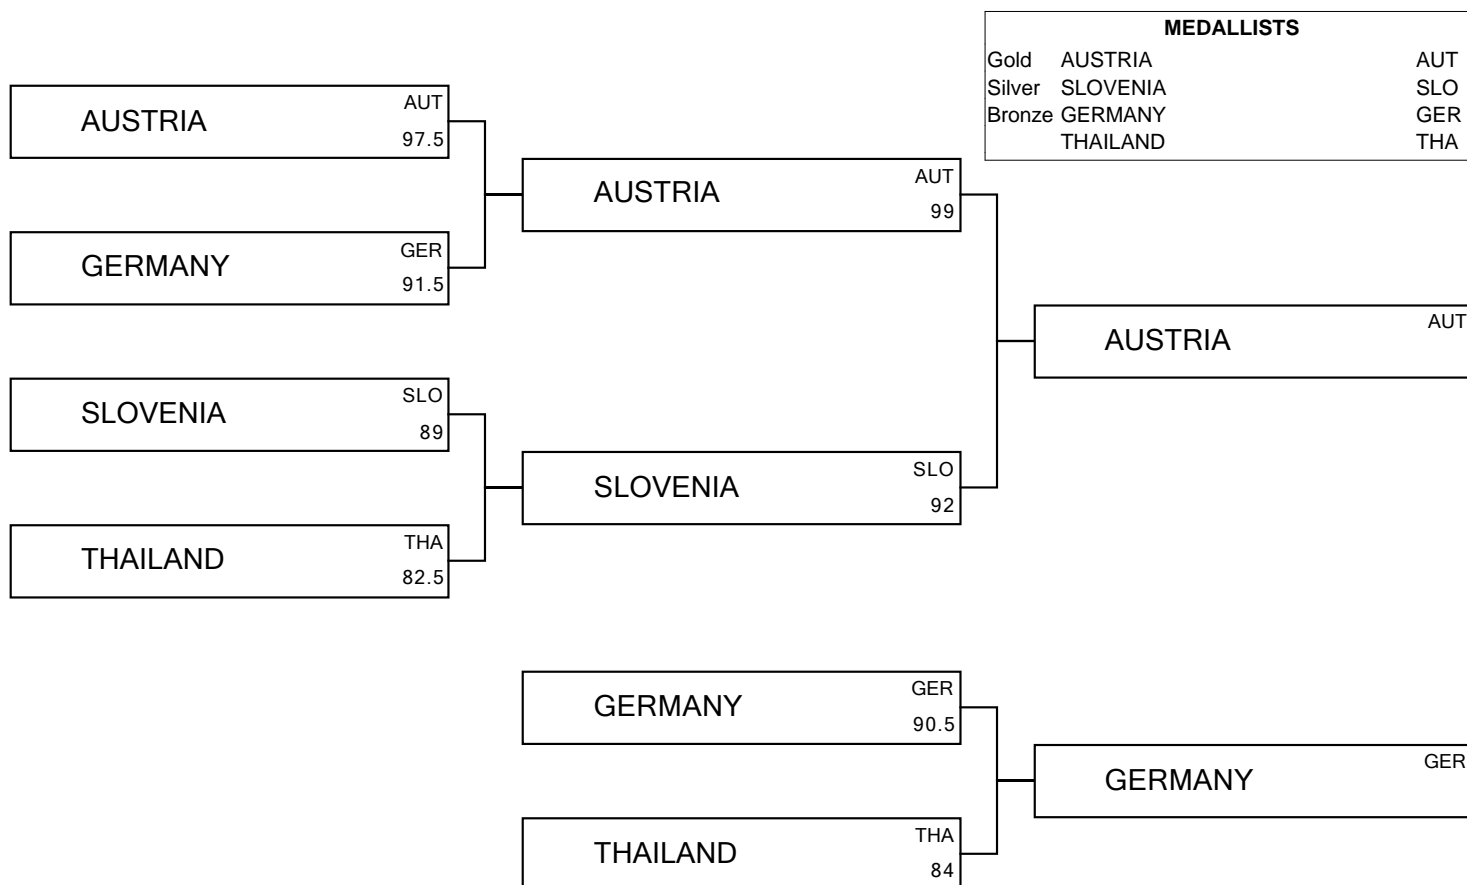 MEDALLISTS
Gold AUSTRIA AUT
Silver SLOVENIA SLO
Bronze GERMANY GER
THAILAND THA
AUSTRIA AUT
97.5
GERMANY GER
91.5
SLOVENIA SLO
89
THAILAND THA
82.5
AUSTRIA AUT
99
SLOVENIA SLO
92
AUSTRIA AUT
GERMANY GER
90.5
THAILAND THA
84
GERMANY GER